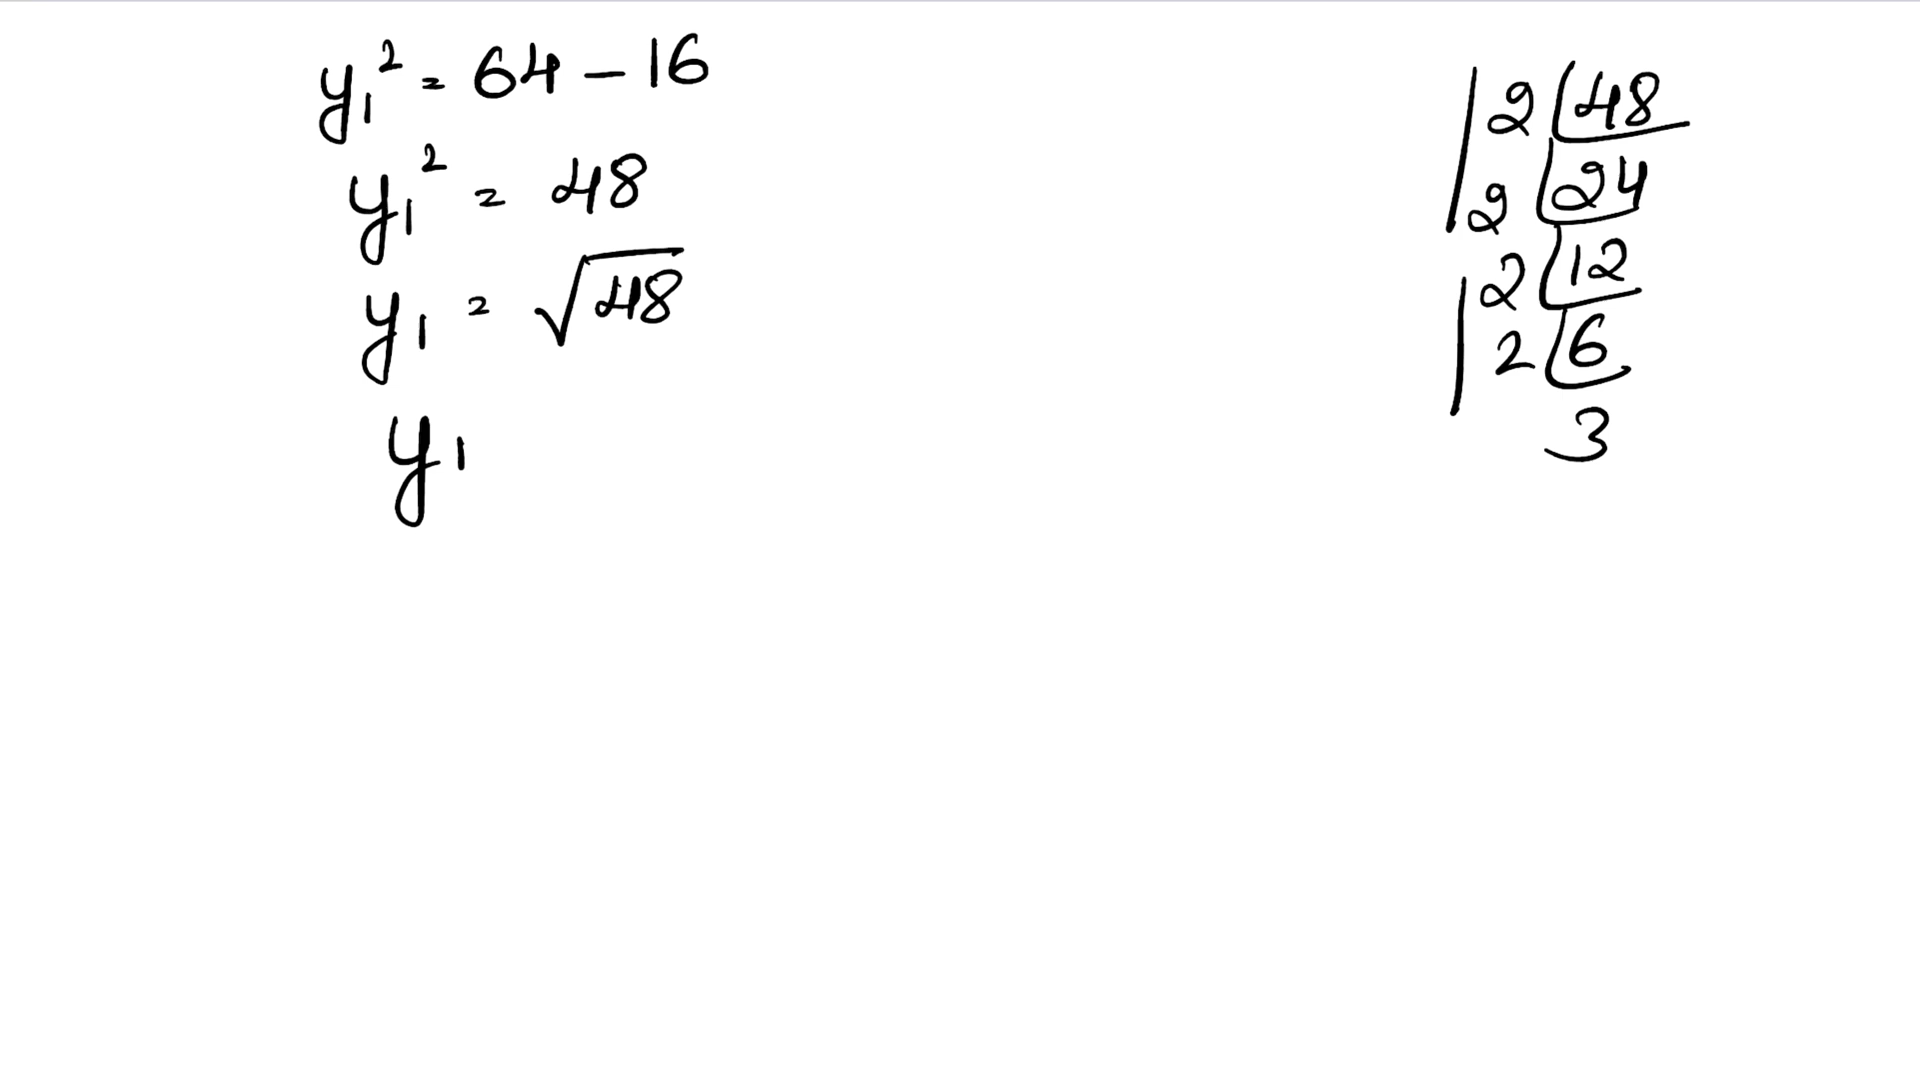 y₁² = 64 - 16
y₁² = 48
y₁ = √48
y₁
2 | 48
2 | 24
2 | 12
2 | 6
3